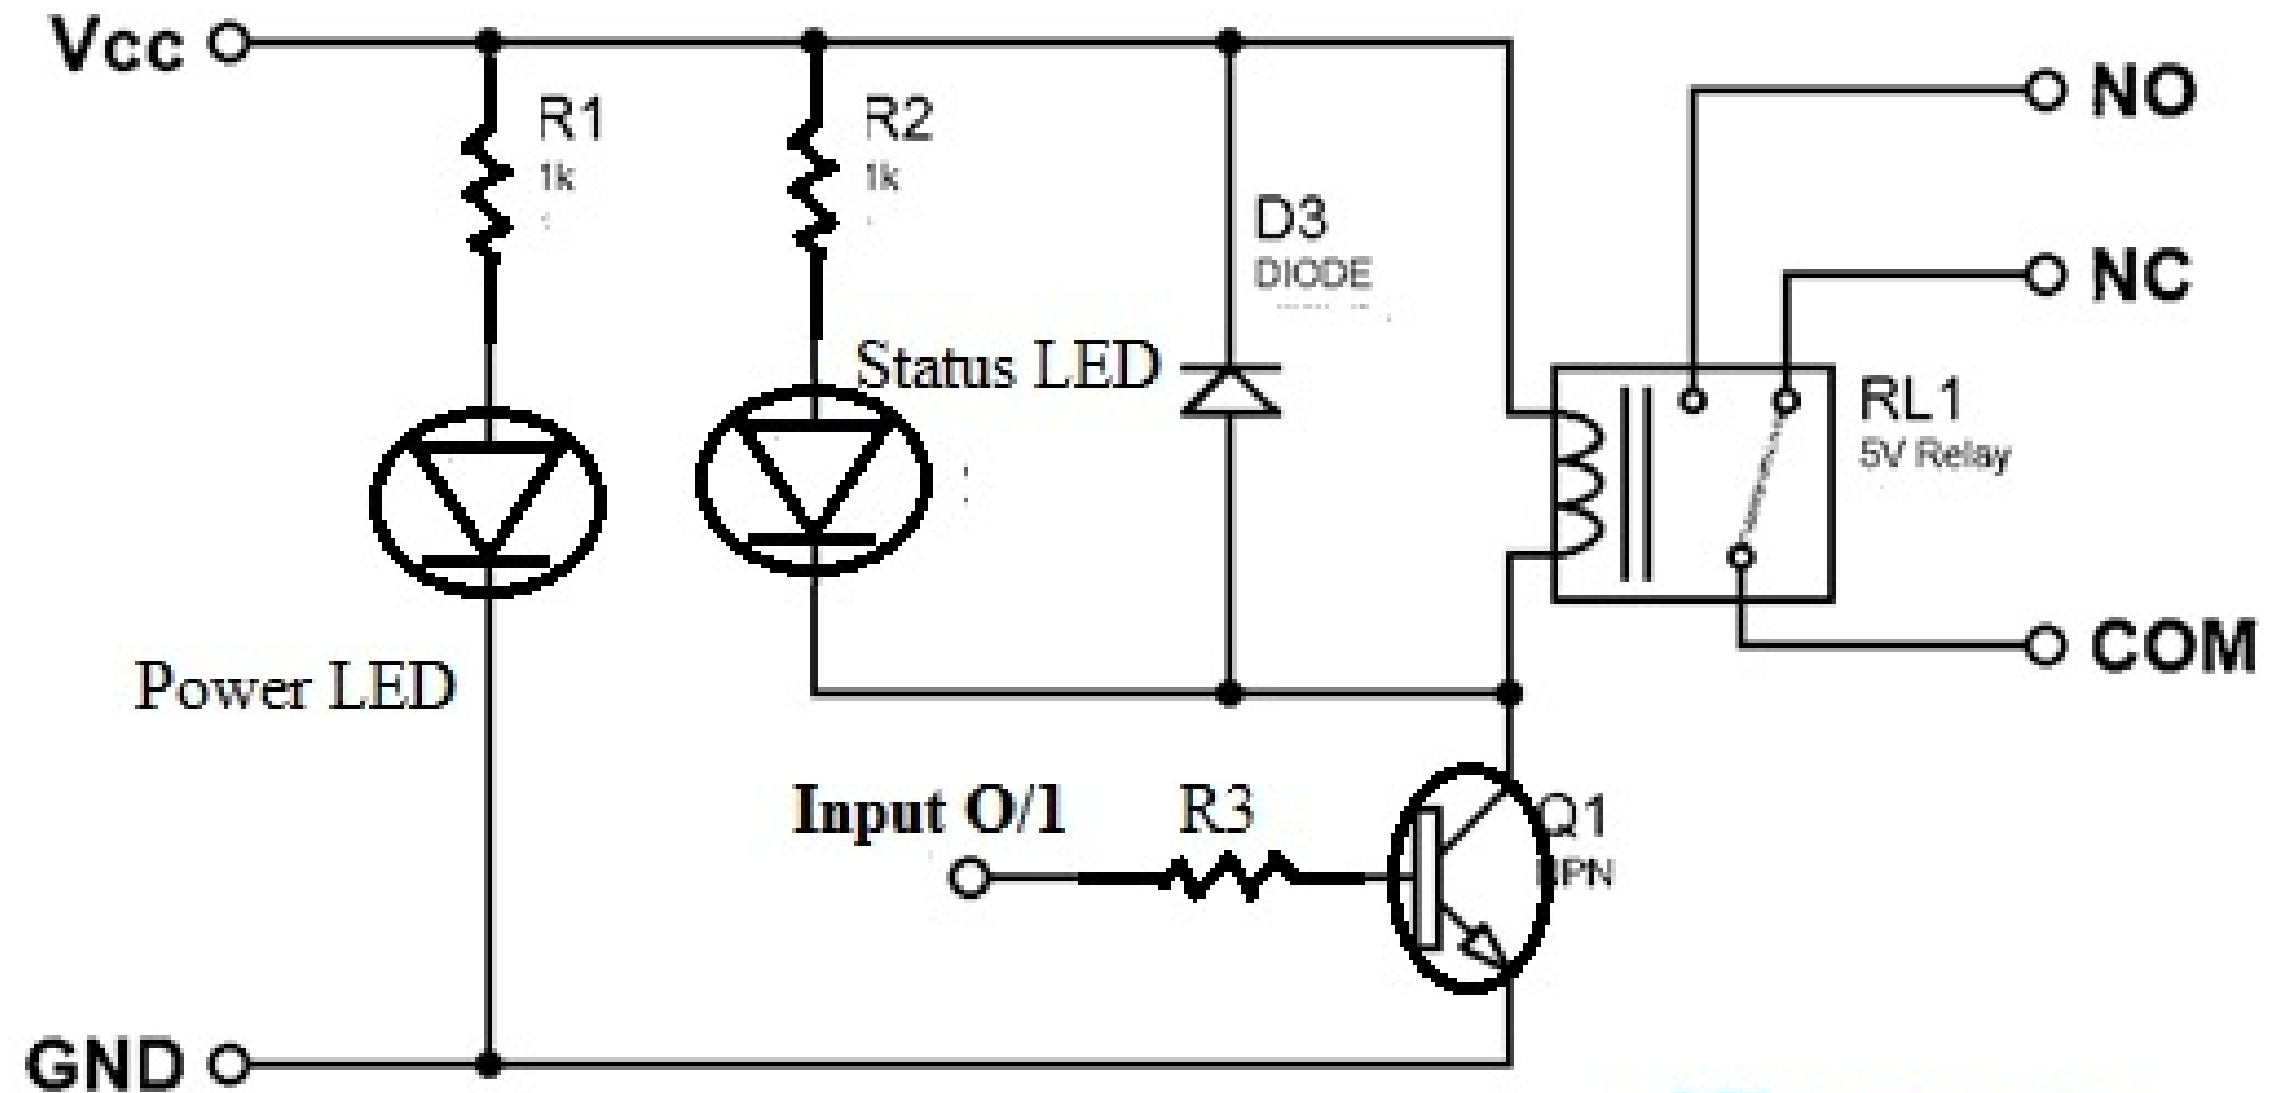 Vcc
R1
1k
R2
1k
D3
DIODE
NO
NC
Status LED
RL1
5V Relay
COM
Power LED
Input O/1
R3
Q1
NPN
GND